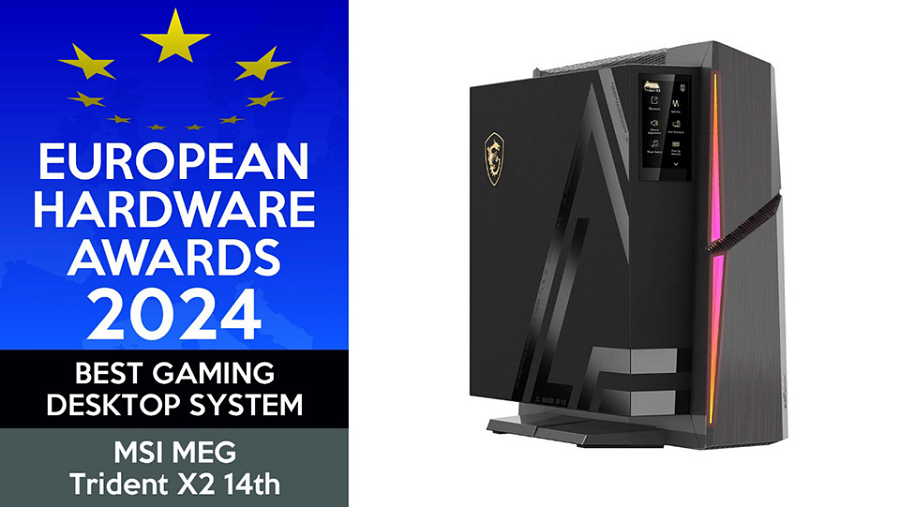 EUROPEAN
HARDWARE
AWARDS
2024
BEST GAMING
DESKTOP SYSTEM
MSI MEG
Trident X2 14th